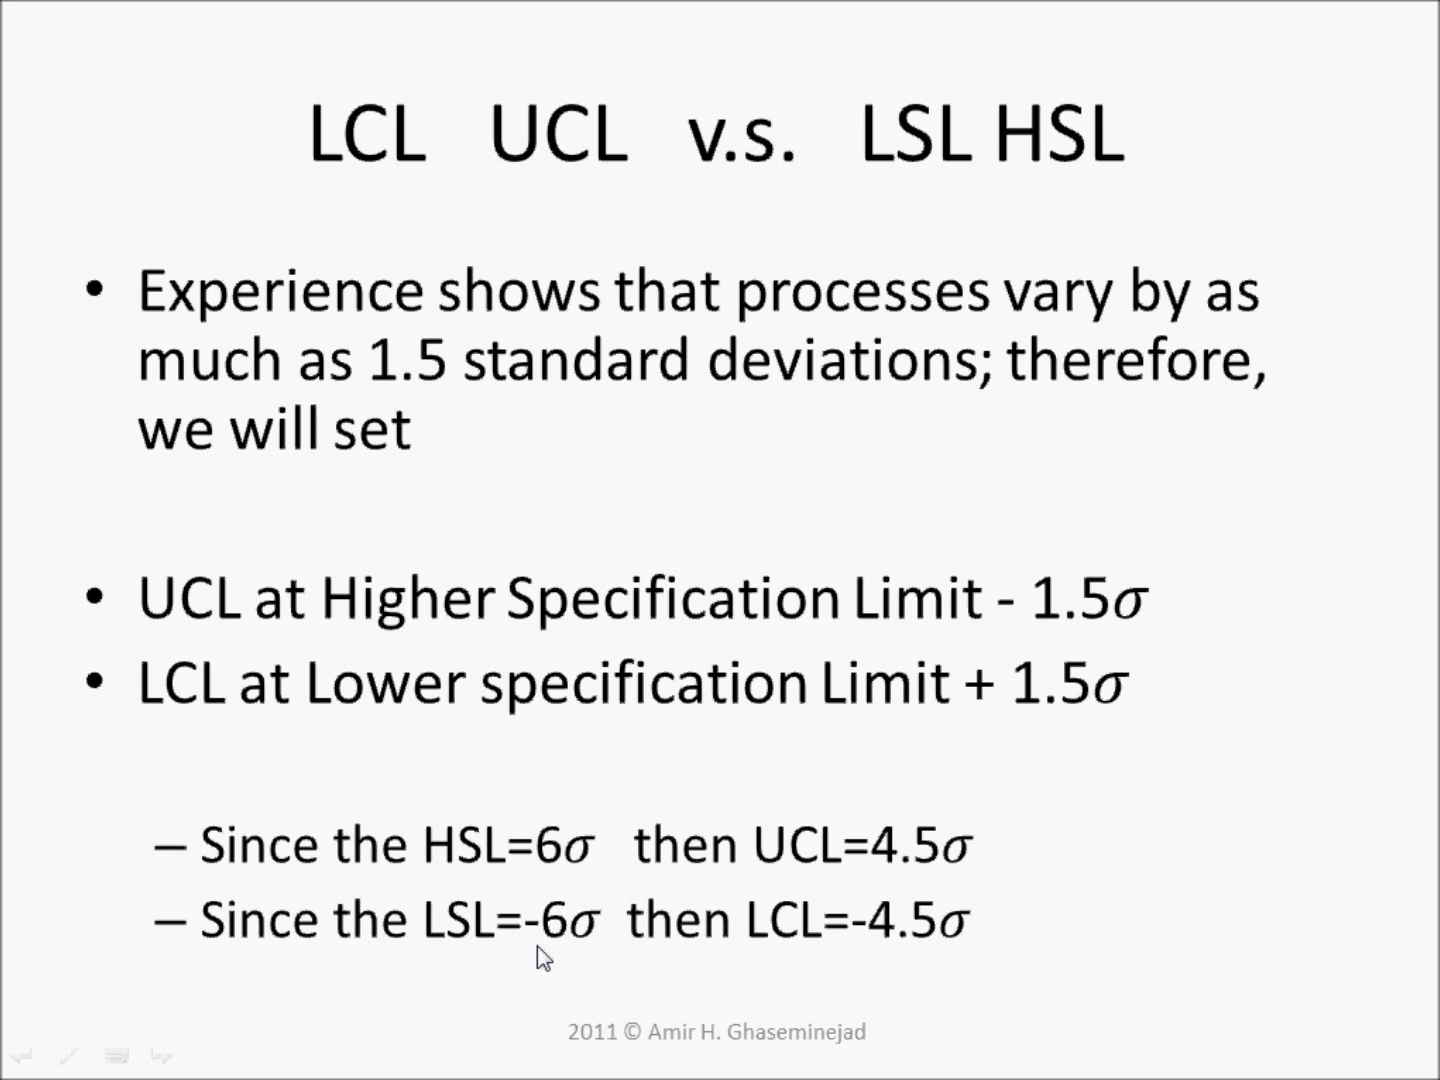 LCL UCL v.s. LSL HSL
• Experience shows that processes vary by as
much as 1.5 standard deviations; therefore,
we will set
• UCL at Higher Specification Limit - 1.5σ
• LCL at Lower specification Limit + 1.5σ
– Since the HSL=6σ then UCL=4.5σ
– Since the LSL=-6σ then LCL=-4.5σ
2011 © Amir H. Ghaseminejad